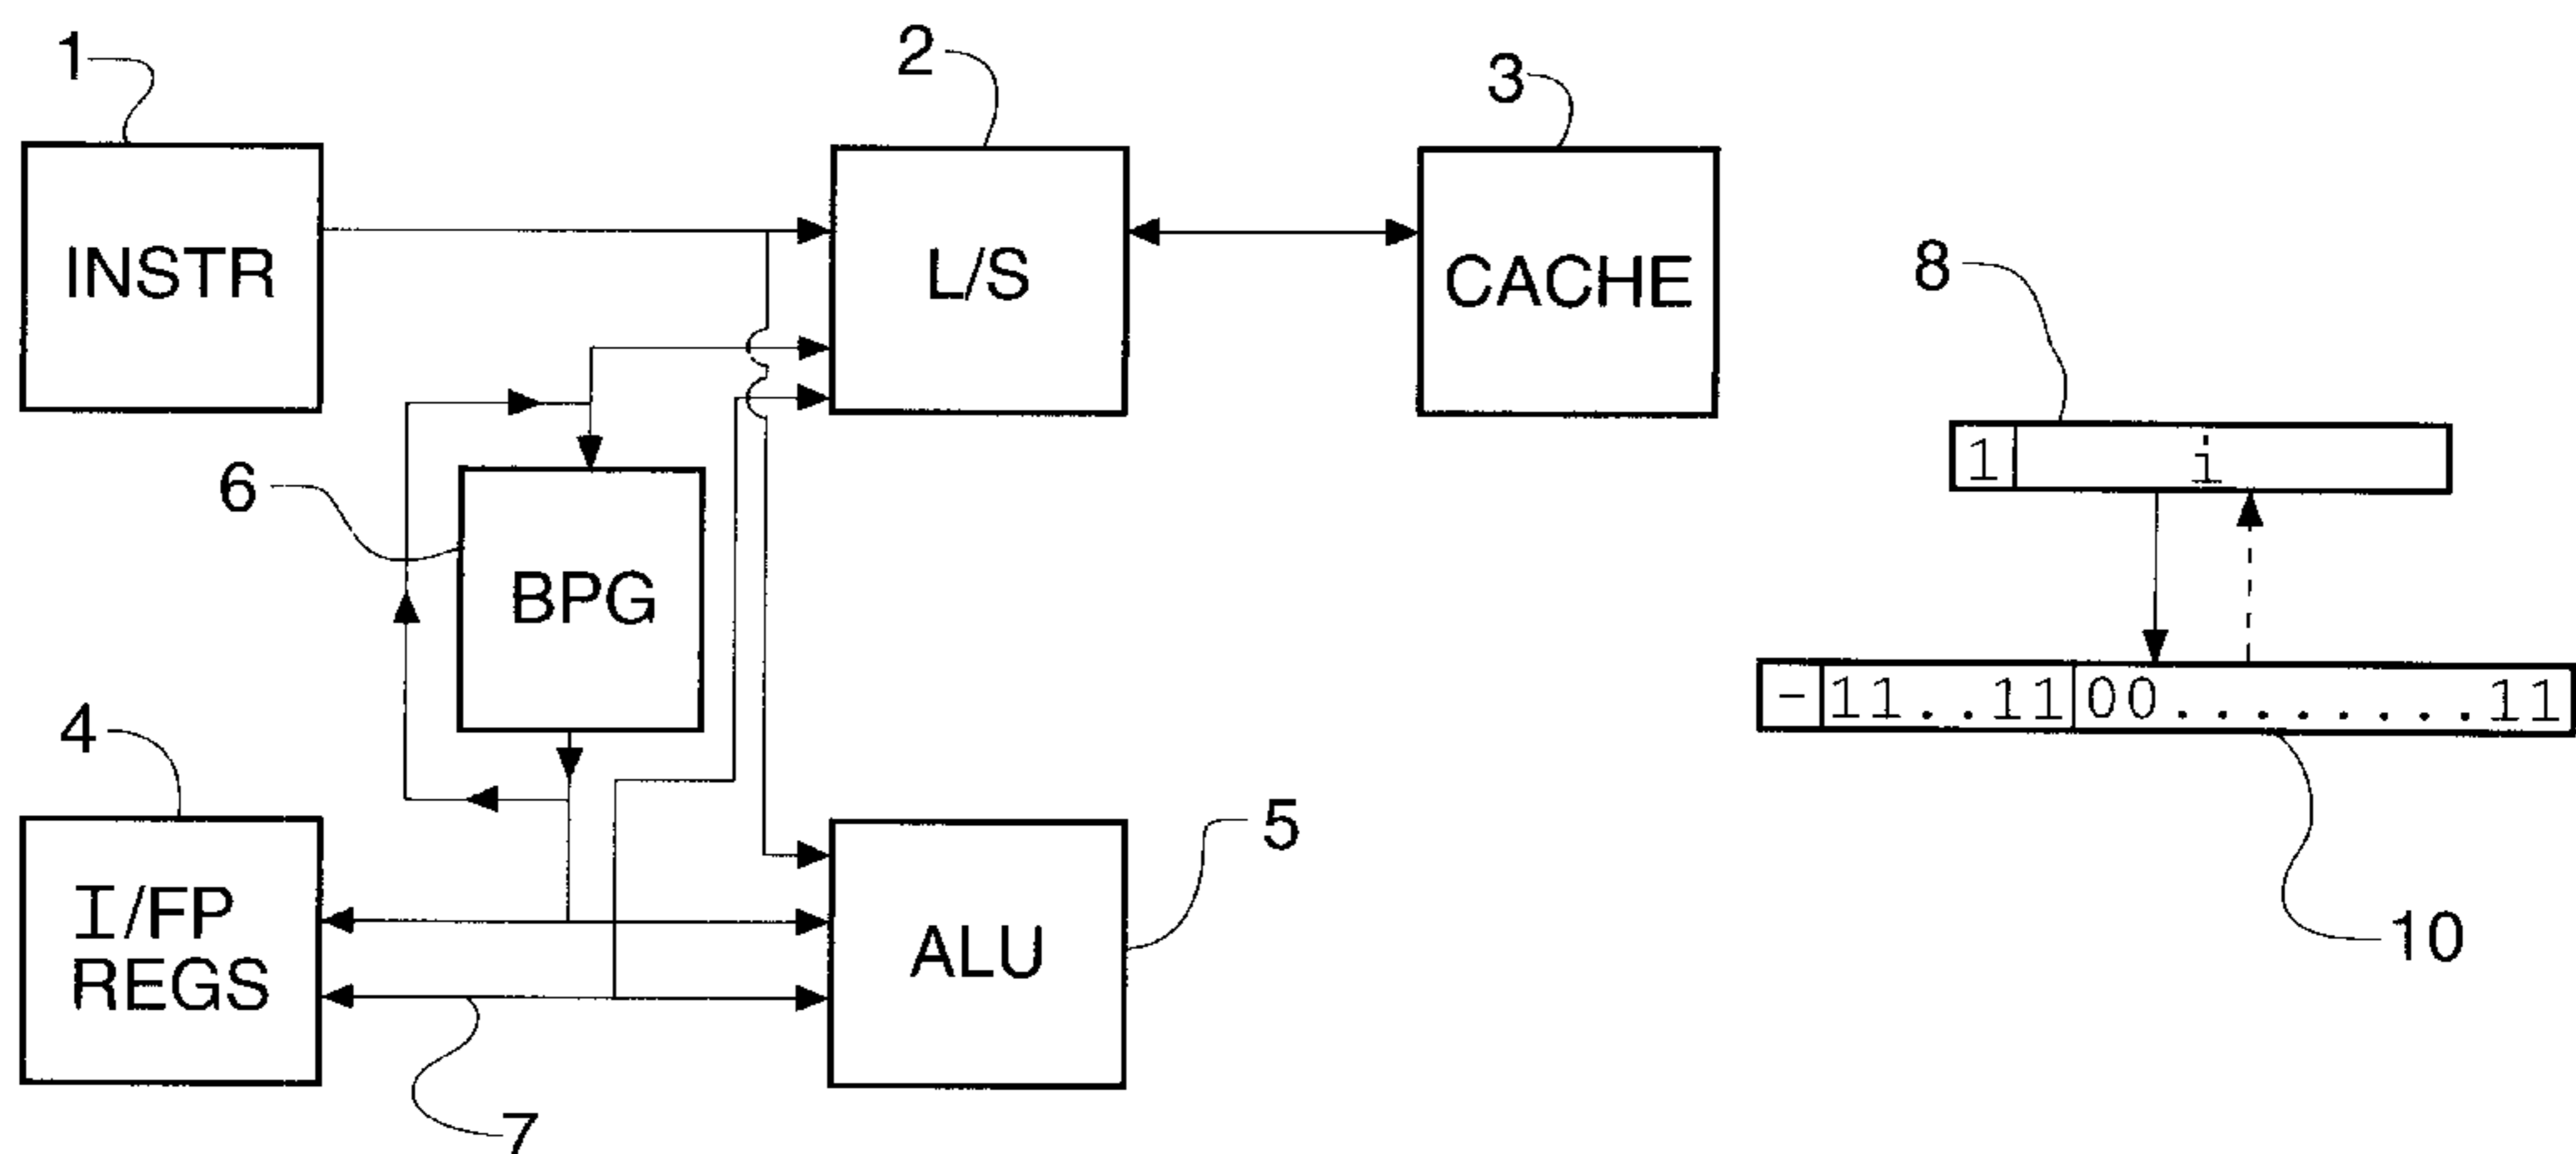 1
2
3
INSTR
L/S
CACHE
8
1 i
6
BPG
- 11..11 00........11
4
5
I/FP
REGS
ALU
10
7